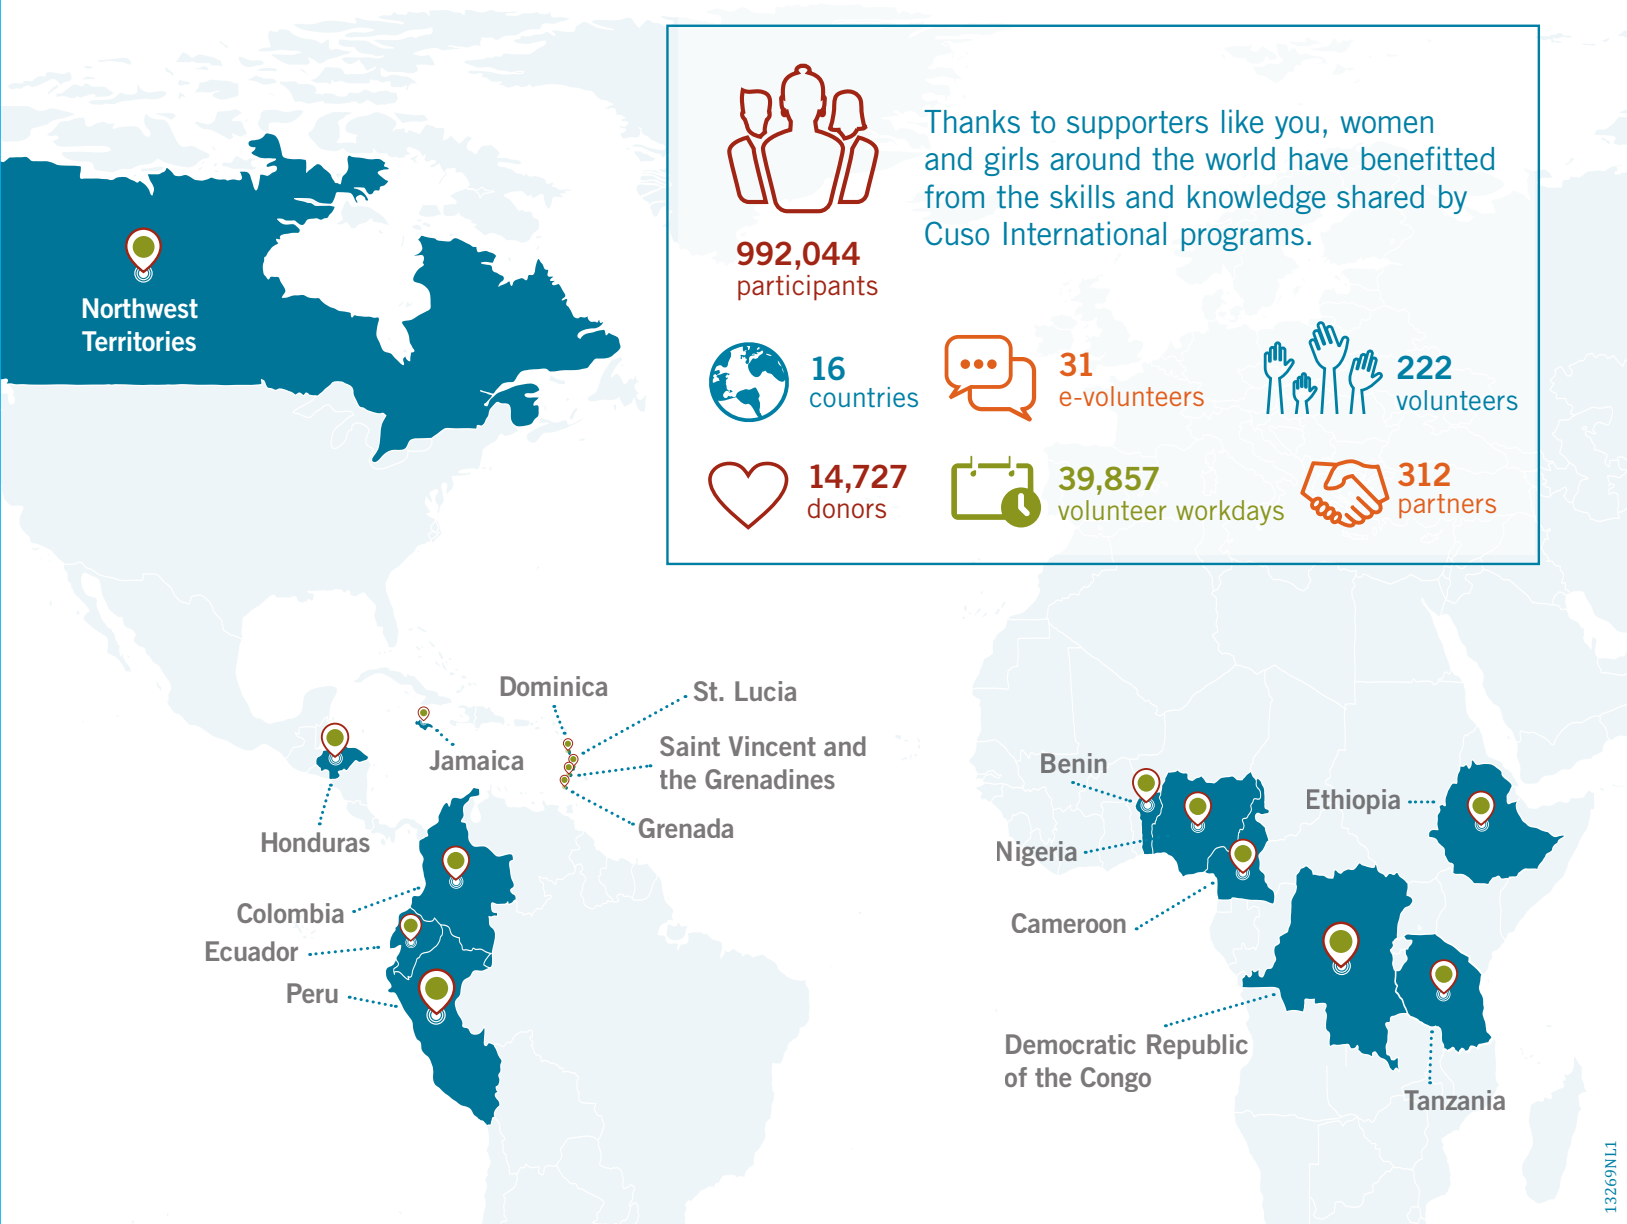 Thanks to supporters like you, women
and girls around the world have benefitted
from the skills and knowledge shared by
Cuso International programs.
992,044
participants
16
countries
31
e-volunteers
222
volunteers
14,727
donors
39,857
volunteer workdays
312
partners
Northwest
Territories
Dominica
St. Lucia
Jamaica
Saint Vincent and
the Grenadines
Grenada
Honduras
Colombia
Ecuador
Peru
Benin
Ethiopia
Nigeria
Cameroon
Democratic Republic
of the Congo
Tanzania
13269NL1